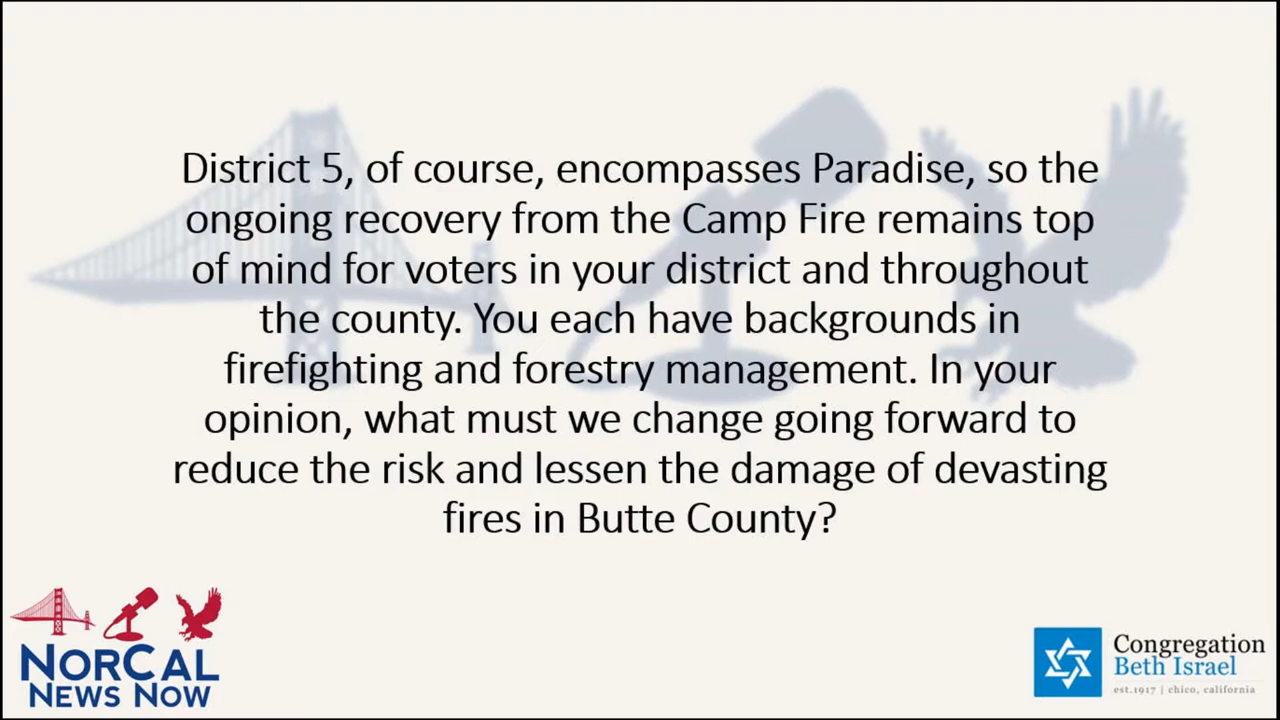 District 5, of course, encompasses Paradise, so the
ongoing recovery from the Camp Fire remains top
of mind for voters in your district and throughout
the county. You each have backgrounds in
firefighting and forestry management. In your
opinion, what must we change going forward to
reduce the risk and lessen the damage of devasting
fires in Butte County?
NORCAL
NEWS NOW
Congregation
Beth Israel
est.1917 | chico, california